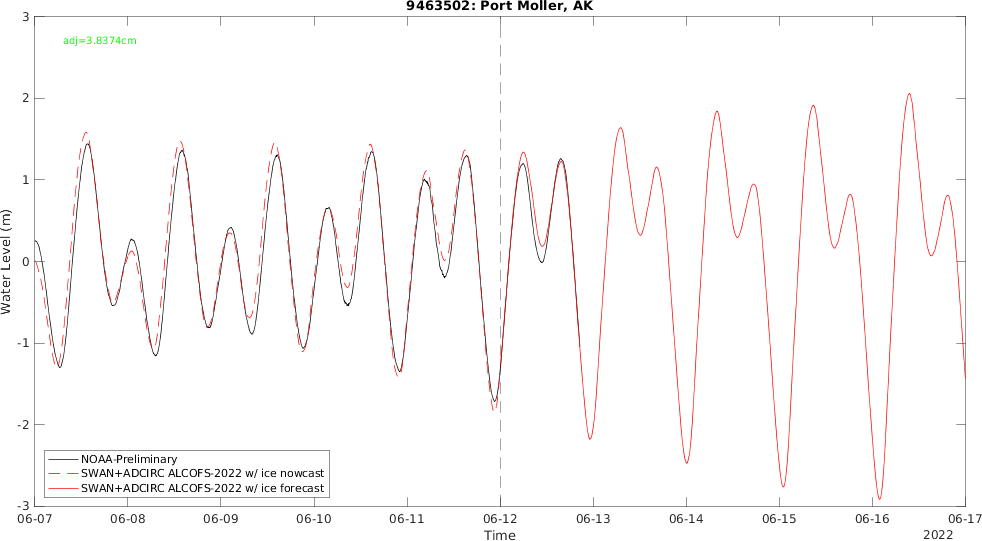 9463502: Port Moller, AK
adj=3.8374cm
3
2
1
0
-1
-2
-3
Water Level (m)
NOAA-Preliminary
SWAN+ADCIRC ALCOFS-2022 w/ ice nowcast
SWAN+ADCIRC ALCOFS-2022 w/ ice forecast
06-07 06-08 06-09 06-10 06-11 06-12 06-13 06-14 06-15 06-16 06-17
Time
2022